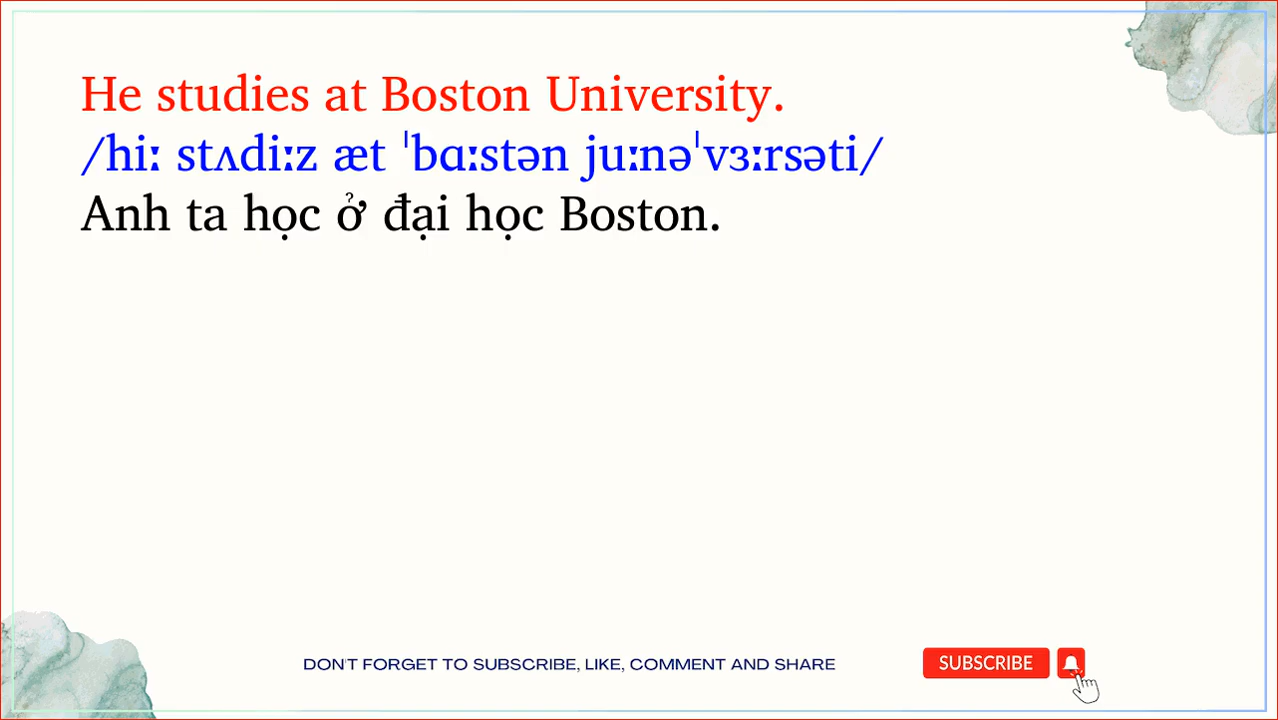 He studies at Boston University.
/hiː stʌdiːz æt ˈbɑːstən juːnəˈvɜːrsəti/
Anh ta học ở đại học Boston.
DON'T FORGET TO SUBSCRIBE, LIKE, COMMENT AND SHARE
SUBSCRIBE